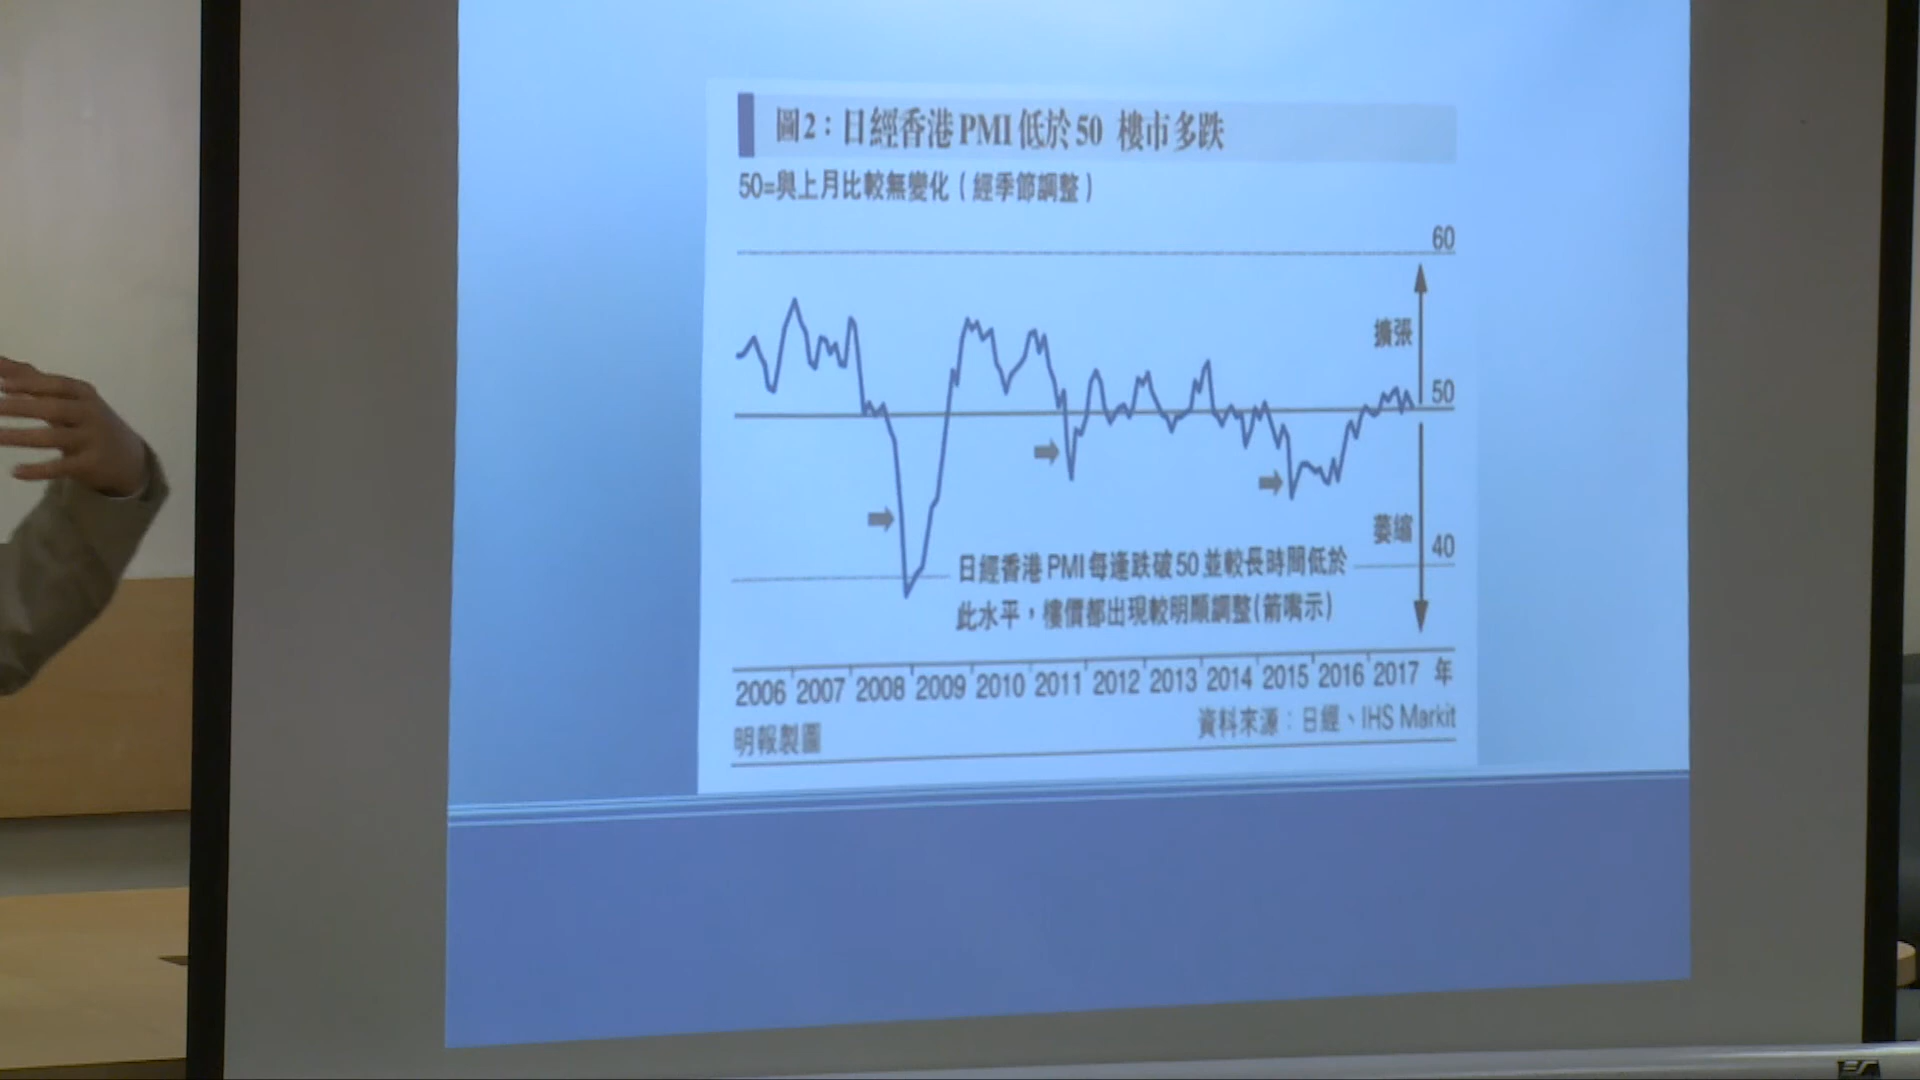 圖2：日經香港PMI低於50 樓市多跌
50=與上月比較無變化（經季節調整）
60
擴張
50
萎縮
40
日經香港PMI每逢跌破50並較長時間低於
此水平，樓價都出現較明顯調整(箭嘴示)
2006 2007 2008 2009 2010 2011 2012 2013 2014 2015 2016 2017 年
資料來源：日經、IHS Markit
明報製圖